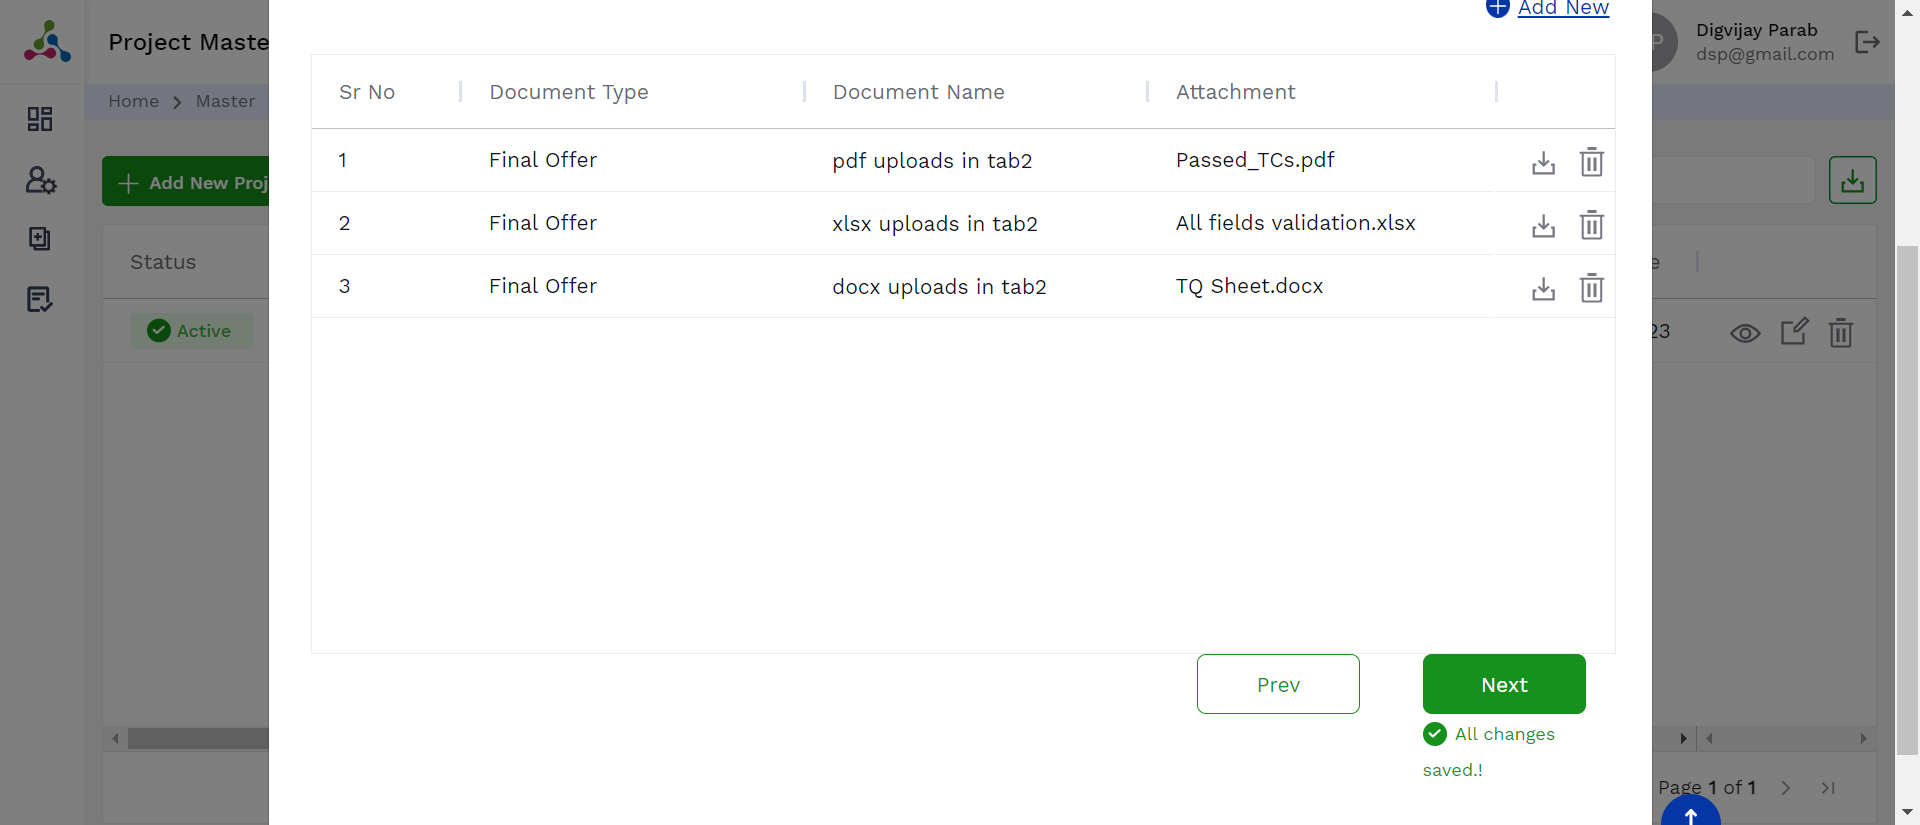 Add New
Project Maste
P
Digvijay Parab
dsp@gmail.com
Home
Master
Sr No
Document Type
Document Name
Attachment
1
Final Offer
pdf uploads in tab2
Passed_TCs.pdf
Add New Proj
2
Final Offer
xlsx uploads in tab2
All fields validation.xlsx
Status
e
3
Final Offer
docx uploads in tab2
TQ Sheet.docx
Active
23
Prev
Next
All changes
saved.!
Page 1 of 1